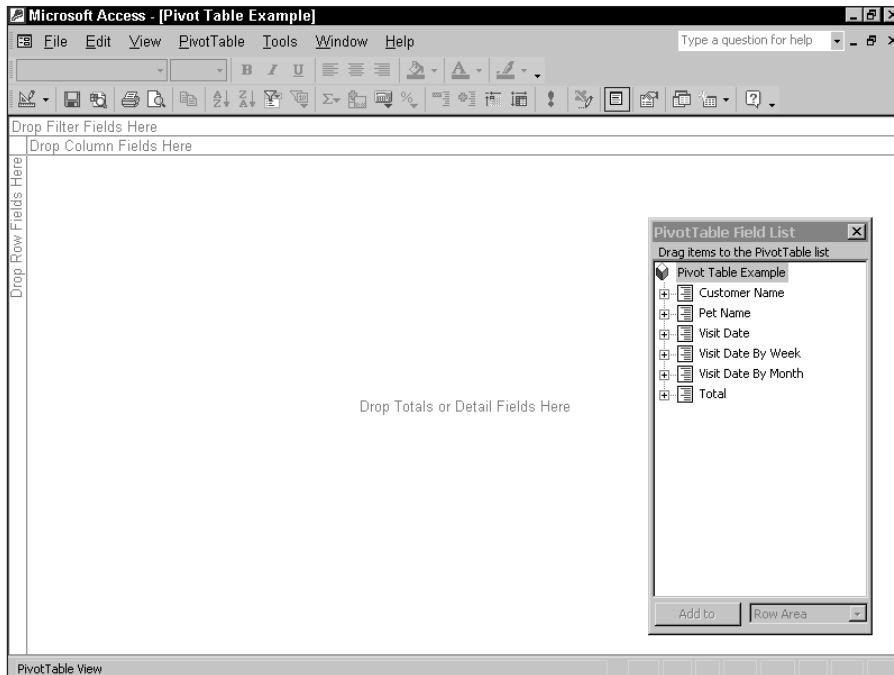 Microsoft Access - [Pivot Table Example]
File Edit View PivotTable Tools Window Help
Type a question for help
B I U
Drop Filter Fields Here
Drop Column Fields Here
Drop Row Fields Here
PivotTable Field List
Drag items to the PivotTable list
Pivot Table Example
Customer Name
Pet Name
Visit Date
Visit Date By Week
Visit Date By Month
Total
Drop Totals or Detail Fields Here
Add to
Row Area
PivotTable View